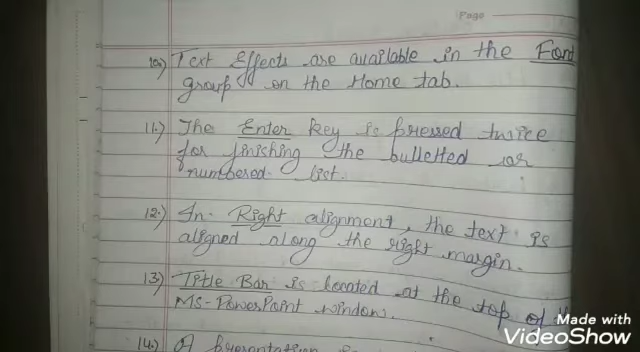 Page
10.) Text Effects are available in the Font
group on the Home tab.
11.) The Enter key is pressed twice
for finishing the bulleted or
numbered list.
12.) In Right alignment, the text is
aligned along the right margin.
13.) Title Bar is located at the top of
MS-PowerPoint window.
14.) A presentation
Made with
VideoShow